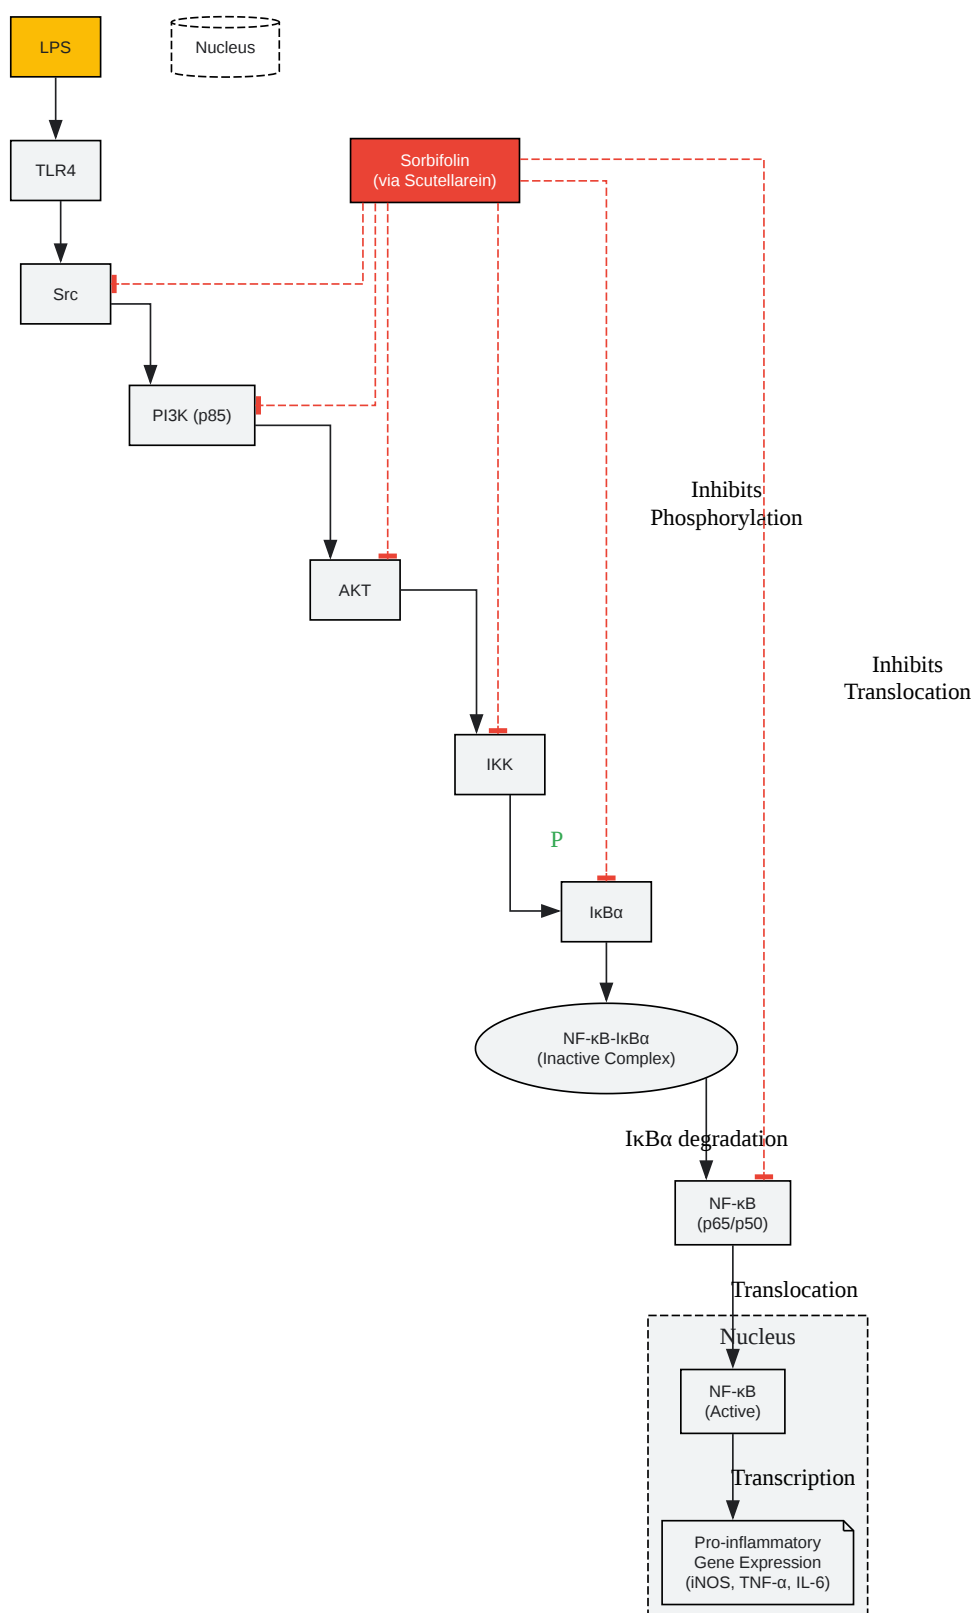 LPS
Nucleus
TLR4
Sorbifolin
(via Scutellarein)
Src
PI3K (p85)
Inhibits
Phosphorylation
AKT
Inhibits
Translocation
IKK
P
IκBα
NF-κB-IκBα
(Inactive Complex)
IκBα degradation
NF-κB
(p65/p50)
Translocation
Nucleus
NF-κB
(Active)
Transcription
Pro-inflammatory
Gene Expression
(iNOS, TNF-α, IL-6)